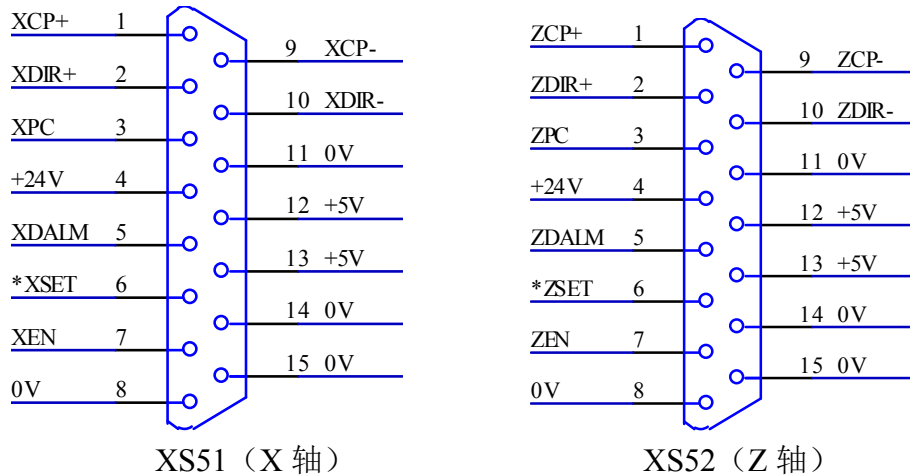 XCP+ 1
9 XCP-
XDIR+ 2
10 XDIR-
XPC 3
11 0V
+24V 4
12 +5V
XDALM 5
13 +5V
*XSET 6
14 0V
XEN 7
15 0V
0V 8
XS51（X 轴）
ZCP+ 1
9 ZCP-
ZDIR+ 2
10 ZDIR-
ZPC 3
11 0V
+24V 4
12 +5V
ZDALM 5
13 +5V
*ZSET 6
14 0V
ZEN 7
15 0V
0V 8
XS52（Z 轴）